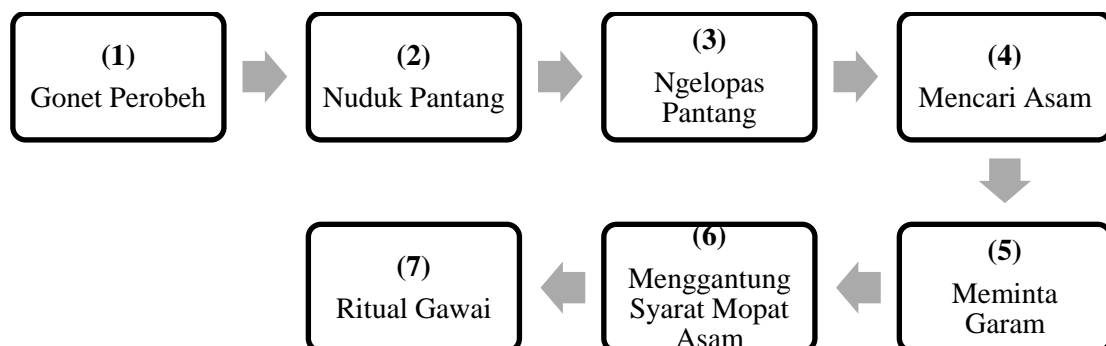 (1)
Gonet Perobeh
(2)
Nuduk Pantang
(3)
Ngelopas
Pantang
(4)
Mencari Asam
(5)
Meminta
Garam
(6)
Menggantung
Syarat Mopat
Asam
(7)
Ritual Gawai